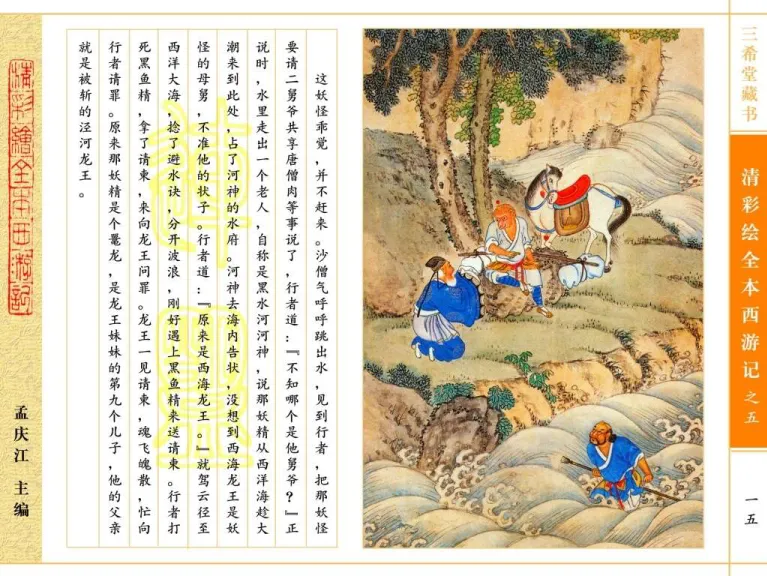 三希堂藏书
清彩绘全本西游记之五
一五
这妖怪乖觉，并不赶来。沙僧气呼呼跳出水，见到行者，把那妖怪
要请二舅爷共享唐僧肉等事说了，行者道：『不知哪个是他舅爷？』正
说时，水里走出一个老人，自称是黑水河河神，说那妖精从西洋海趁大
潮来到此处，占了河神的水府。河神去海内告状，没想到西海龙王是妖
怪的母舅，不准他的状子。行者道：『原来是西海龙王。』就驾云径至
西洋大海，捻了避水诀，分开波浪，刚好遇上黑鱼精来送请柬。行者打
死黑鱼精，拿了请柬，来向龙王问罪。龙王一见请柬，魂飞魄散，忙向
行者请罪。原来那妖精是个鼍龙，是龙王妹妹的第九个儿子，他的父亲
就是被斩的泾河龙王。
清彩绘全本西游记
孟庆江 主编